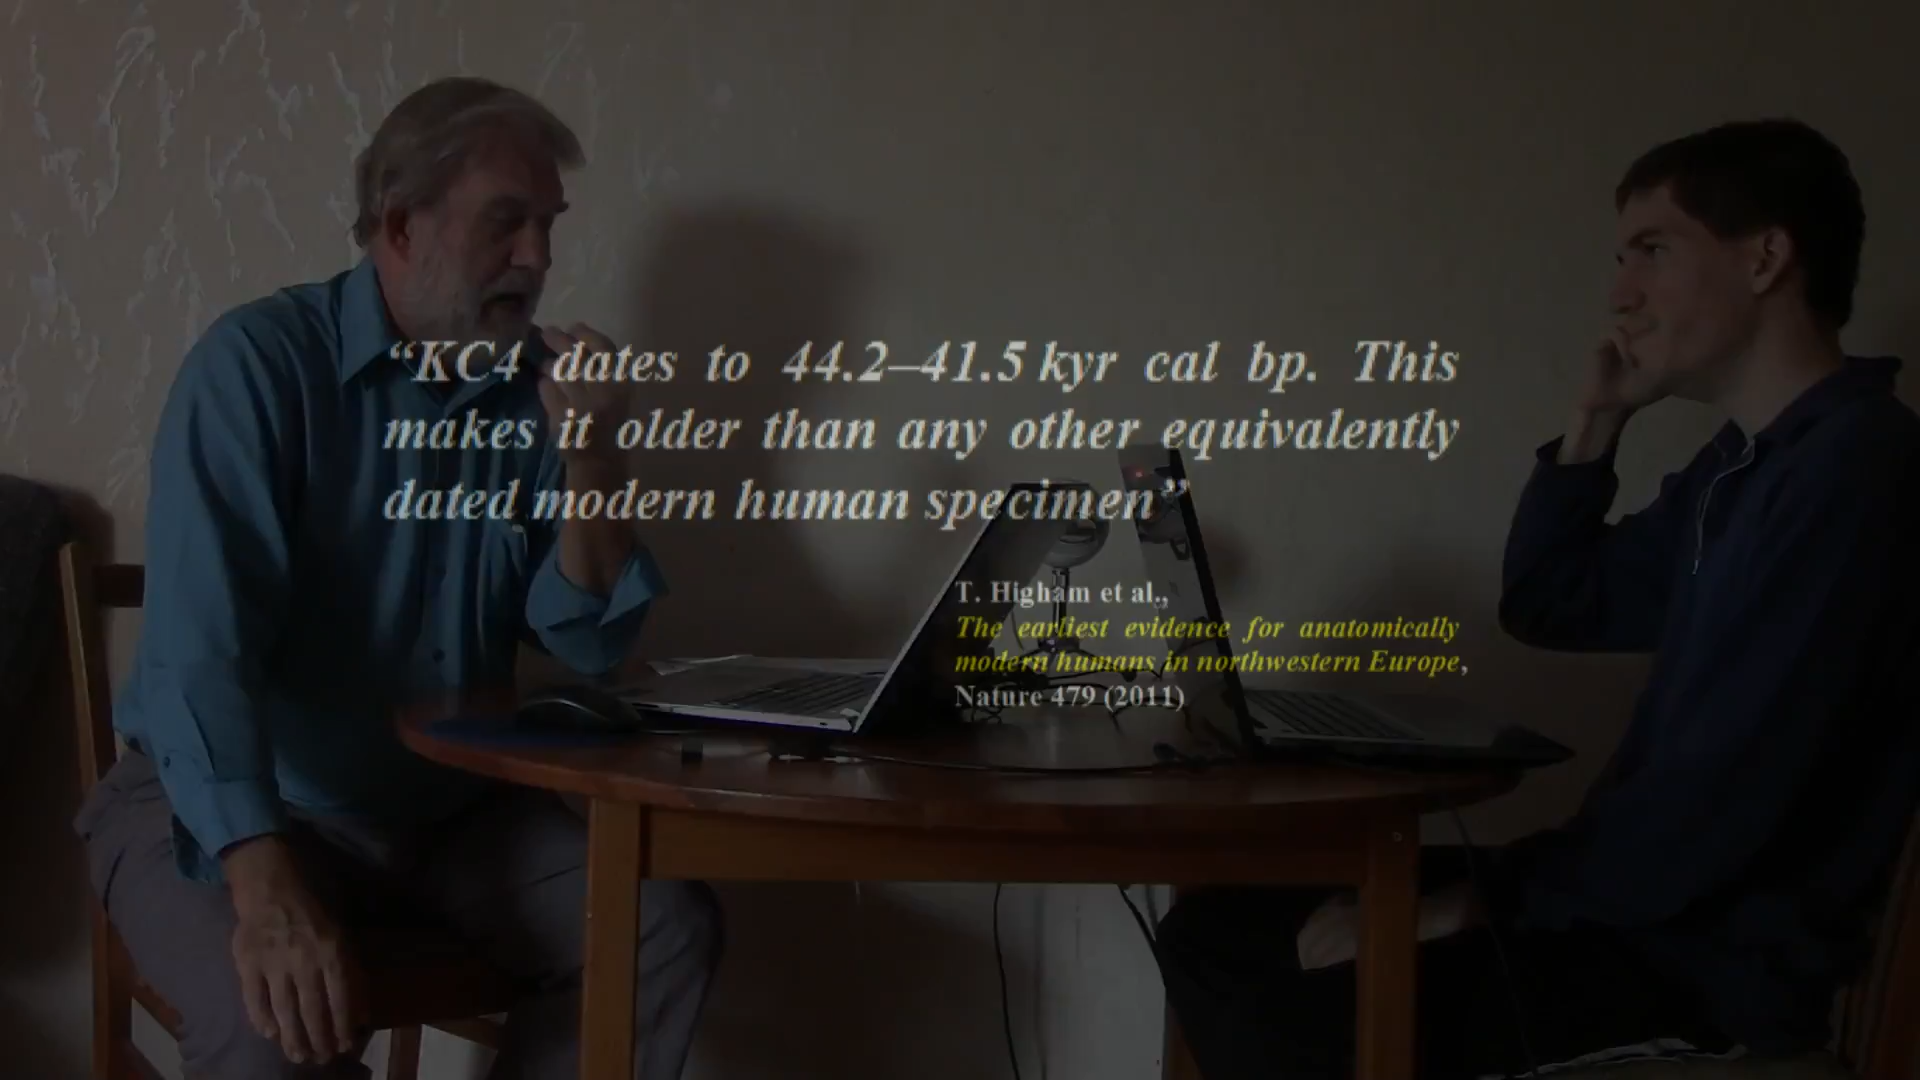 “KC4 dates to 44.2–41.5 kyr cal bp. This
makes it older than any other equivalently
dated modern human specimen”
T. Higham et al.,
The earliest evidence for anatomically
modern humans in northwestern Europe,
Nature 479 (2011)